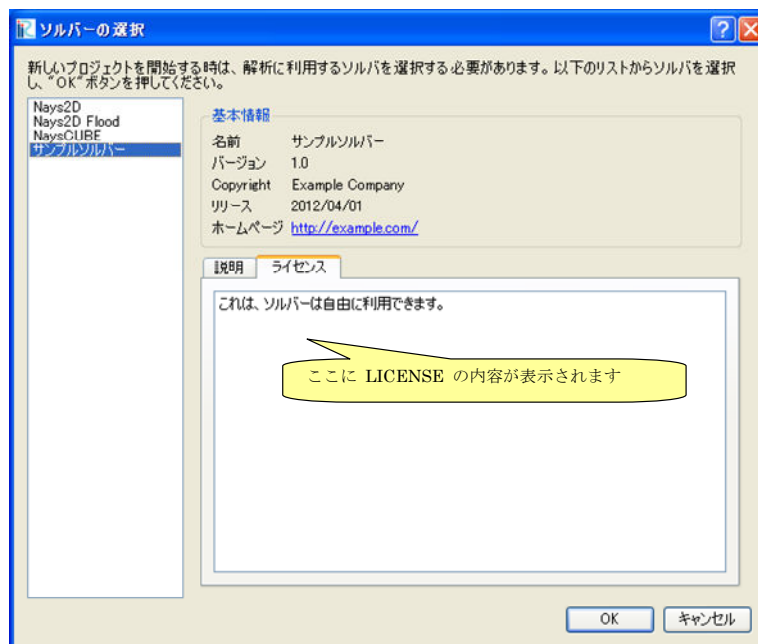 ソルバーの選択
新しいプロジェクトを開始する時は、解析に利用するソルバを選択する必要があります。以下のリストからソルバを選択
し、"OK"ボタンを押してください。
Nays2D
Nays2D Flood
NaysCUBE
サンプルソルバー
基本情報
名前 サンプルソルバー
バージョン 1.0
Copyright Example Company
リリース 2012/04/01
ホームページ http://example.com/
説明 ライセンス
これは、ソルバーは自由に利用できます。
ここに LICENSE の内容が表示されます
OK キャンセル